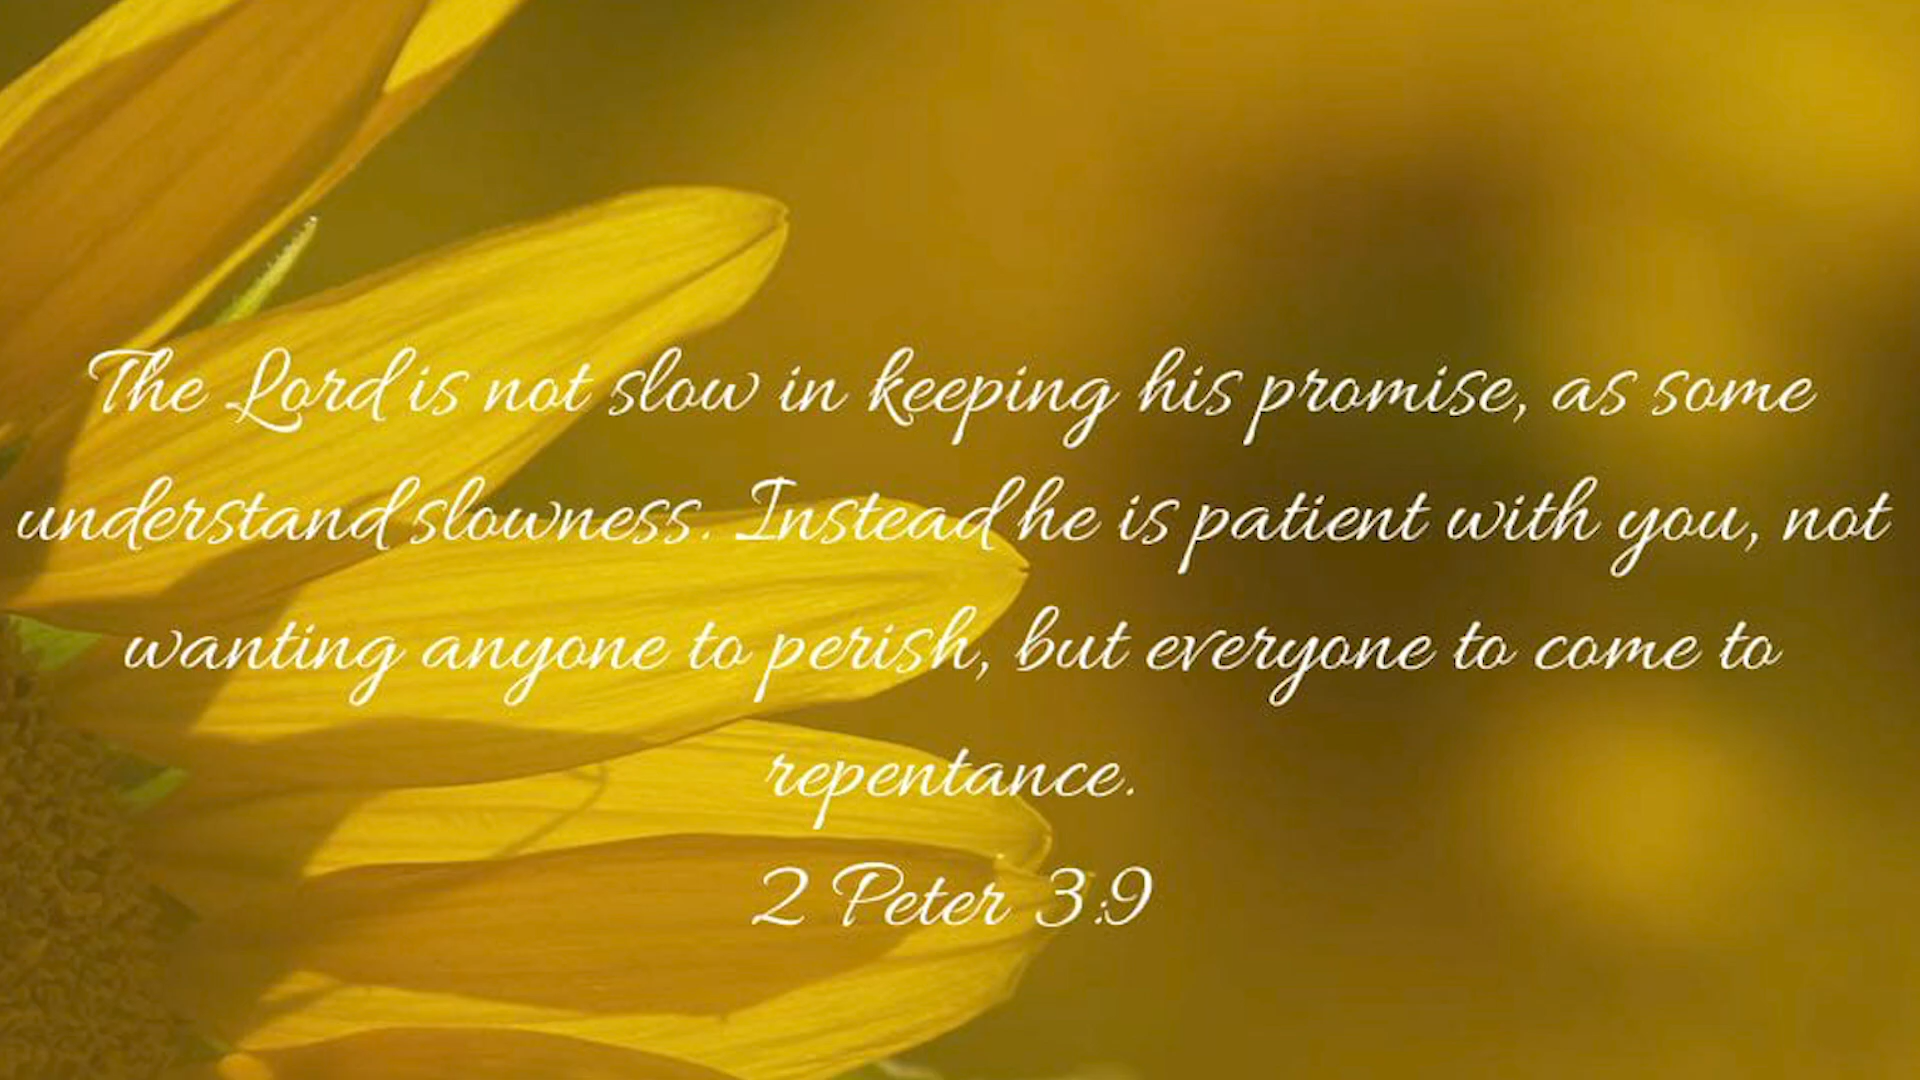 The Lord is not slow in keeping his promise, as some
understand slowness. Instead he is patient with you, not
wanting anyone to perish, but everyone to come to
repentance.
2 Peter 3:9